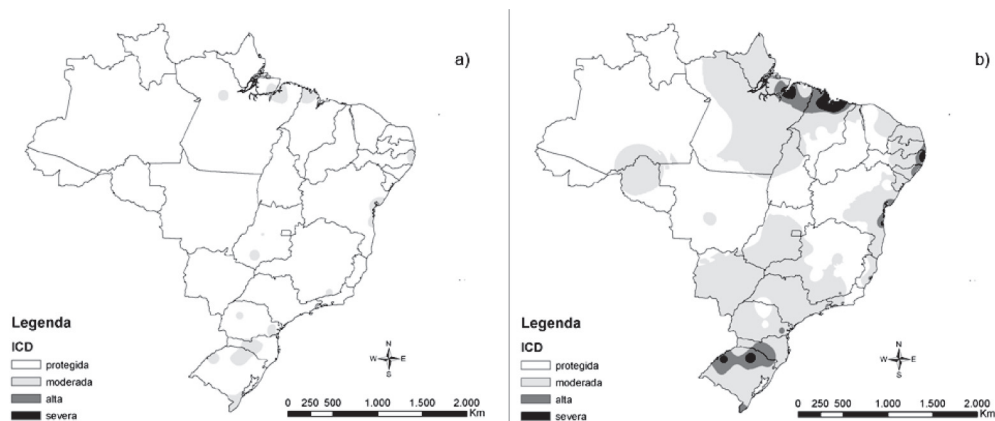 a)
Legenda
ICD
protegida
moderada
alta
severa
N
W E
S
0 250 500 1.000 1.500 2.000
Km
b)
Legenda
ICD
protegida
moderada
alta
severa
N
W E
S
0 250 500 1.000 1.500 2.000
Km